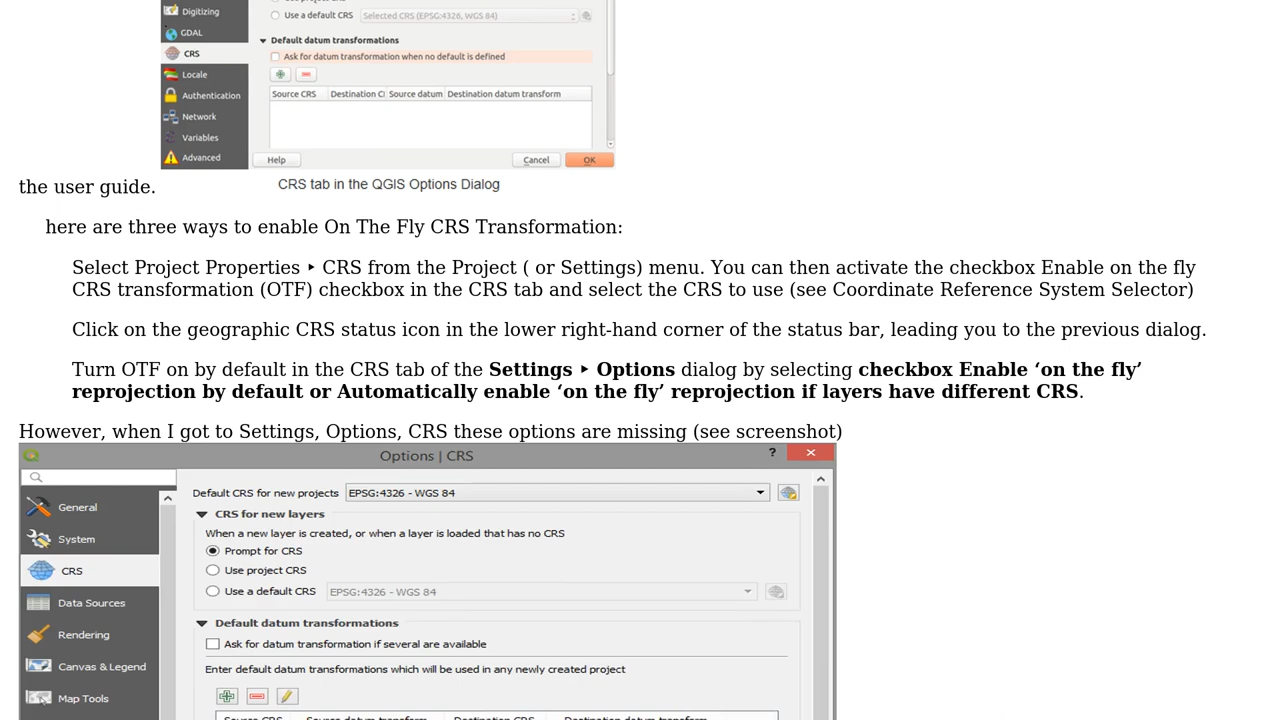 Digitizing
Use a default CRS Selected CRS (EPSG:4326, WGS 84)
GDAL
Default datum transformations
CRS
Ask for datum transformation when no default is defined
Locale
Authentication
Source CRS Destination CI Source datum Destination datum transform
Network
Variables
Advanced
Help Cancel OK
the user guide.
CRS tab in the QGIS Options Dialog
here are three ways to enable On The Fly CRS Transformation:
Select Project Properties ‣ CRS from the Project ( or Settings) menu. You can then activate the checkbox Enable on the fly
CRS transformation (OTF) checkbox in the CRS tab and select the CRS to use (see Coordinate Reference System Selector)
Click on the geographic CRS status icon in the lower right-hand corner of the status bar, leading you to the previous dialog.
Turn OTF on by default in the CRS tab of the Settings ‣ Options dialog by selecting checkbox Enable ‘on the fly’
reprojection by default or Automatically enable ‘on the fly’ reprojection if layers have different CRS.
However, when I got to Settings, Options, CRS these options are missing (see screenshot)
Options | CRS
Default CRS for new projects EPSG:4326 - WGS 84
General
CRS for new layers
When a new layer is created, or when a layer is loaded that has no CRS
System
Prompt for CRS
CRS
Use project CRS
Use a default CRS EPSG:4326 - WGS 84
Data Sources
Default datum transformations
Rendering
Ask for datum transformation if several are available
Canvas & Legend
Enter default datum transformations which will be used in any newly created project
Map Tools
Source CRS Source datum transform Destination CRS Destination datum transform